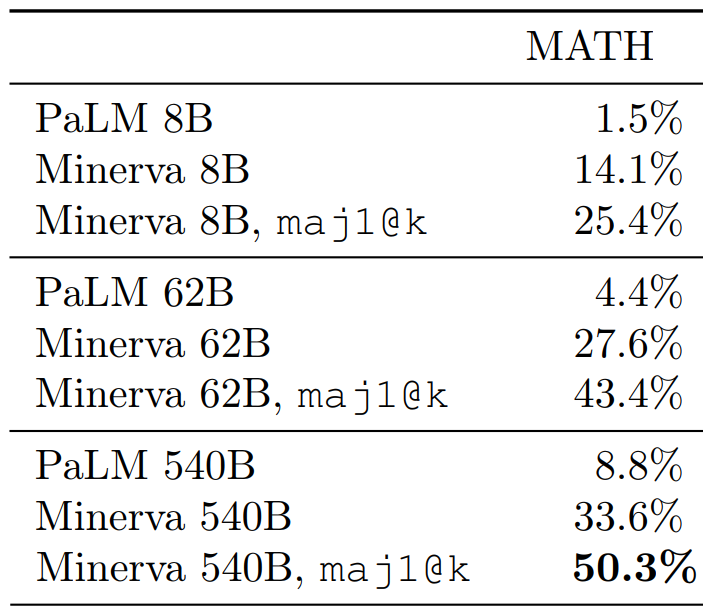 MATH
PaLM 8B 1.5%
Minerva 8B 14.1%
Minerva 8B, maj1@k 25.4%
PaLM 62B 4.4%
Minerva 62B 27.6%
Minerva 62B, maj1@k 43.4%
PaLM 540B 8.8%
Minerva 540B 33.6%
Minerva 540B, maj1@k 50.3%